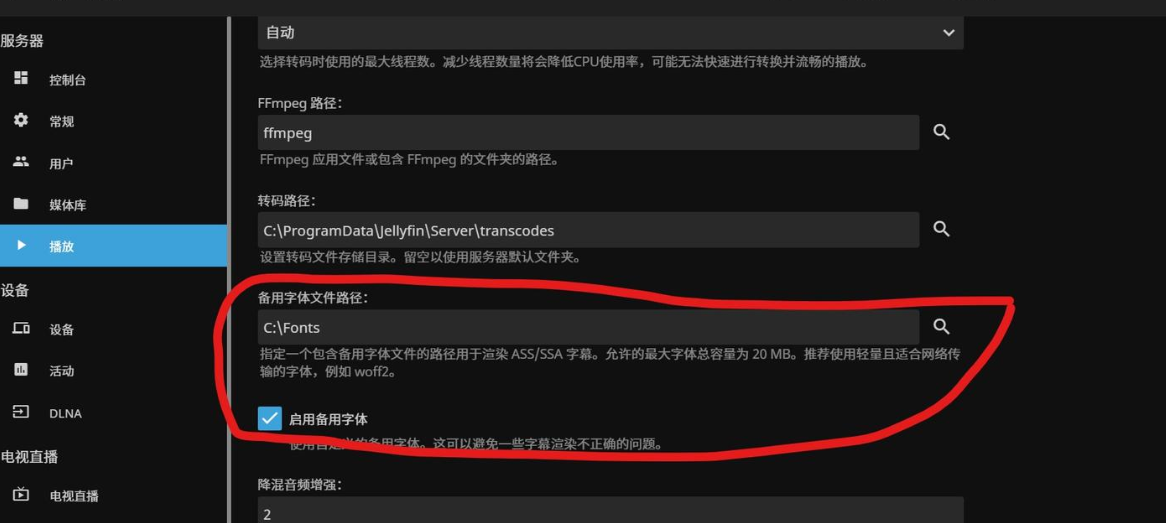 服务器
控制台
常规
用户
媒体库
播放
设备
设备
活动
DLNA
电视直播
电视直播
自动
选择转码时使用的最大线程数。减少线程数量将会降低CPU使用率，可能无法快速进行转换并流畅的播放。
FFmpeg 路径：
ffmpeg
FFmpeg 应用文件或包含 FFmpeg 的文件夹的路径。
转码路径：
C:\ProgramData\Jellyfin\Server\transcodes
设置转码文件存储目录。留空以使用服务器默认文件夹。
备用字体文件路径：
C:\Fonts
指定一个包含备用字体文件的路径用于渲染 ASS/SSA 字幕。允许的最大字体总容量为 20 MB。推荐使用轻量且适合网络传
输的字体，例如 woff2。
启用备用字体
使用自定义的备用字体。这可以避免一些字幕渲染不正确的问题。
降混音频增强：
2